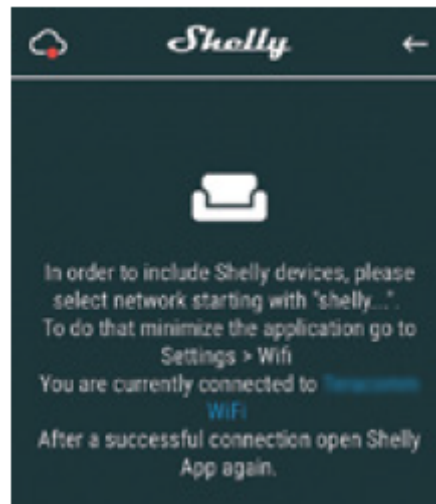 Shelly
In order to include Shelly devices, please
select network starting with "shelly...".
To do that minimize the application go to
Settings > Wifi
You are currently connected to
WiFi
After a successful connection open Shelly
App again.